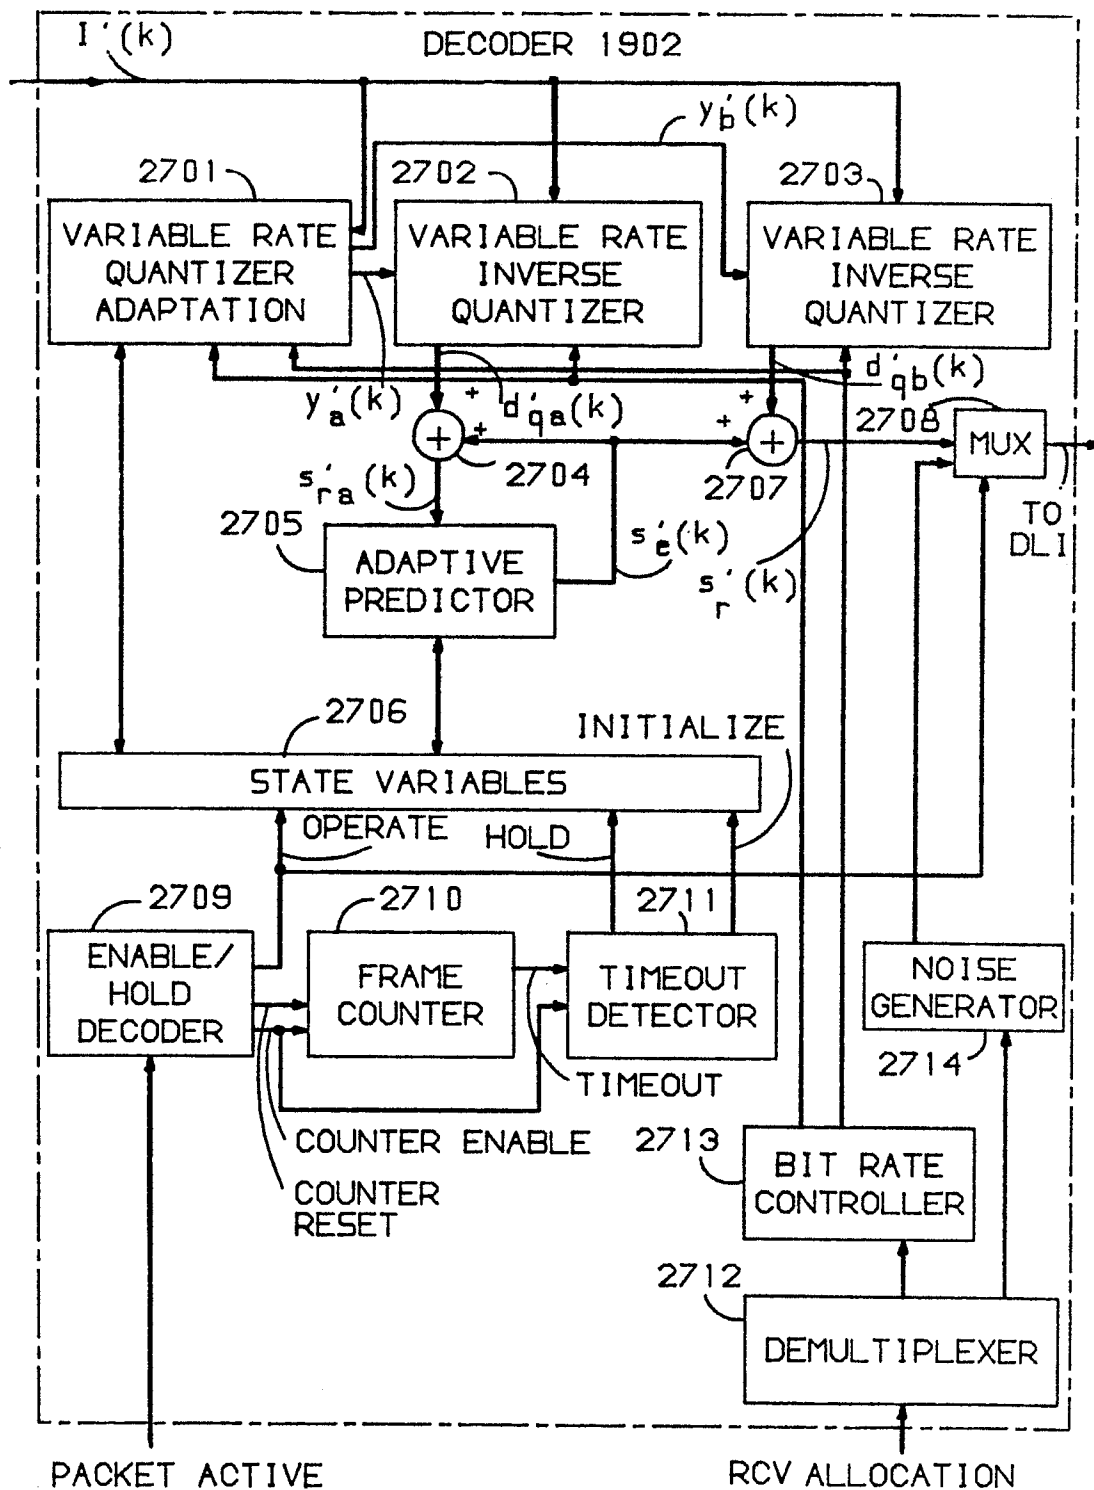 I'(k)
DECODER 1902
y'b(k)
2701
2702
2703
VARIABLE RATE
QUANTIZER
ADAPTATION
VARIABLE RATE
INVERSE
QUANTIZER
VARIABLE RATE
INVERSE
QUANTIZER
y'a(k)
d'qa(k)
d'qb(k)
+
+
+
+
+
+
2704
2707
2708
MUX
TO
DLI
s'ra(k)
2705
ADAPTIVE
PREDICTOR
s'e(k)
s'r(k)
2706
INITIALIZE
STATE VARIABLES
OPERATE
HOLD
2709
2710
2711
ENABLE/
HOLD
DECODER
FRAME
COUNTER
TIMEOUT
DETECTOR
NOISE
GENERATOR
2714
TIMEOUT
COUNTER ENABLE
COUNTER
RESET
2713
BIT RATE
CONTROLLER
2712
DEMULTIPLEXER
PACKET ACTIVE
RCV ALLOCATION